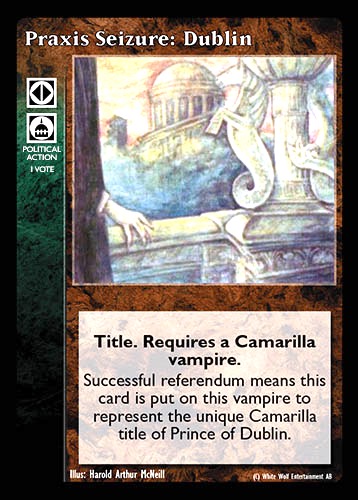 Praxis Seizure: Dublin
POLITICAL
ACTION
1 VOTE
Title. Requires a Camarilla
vampire.
Successful referendum means this
card is put on this vampire to
represent the unique Camarilla
title of Prince of Dublin.
Illus: Harold Arthur McNeill
(C) White Wolf Entertainment AB